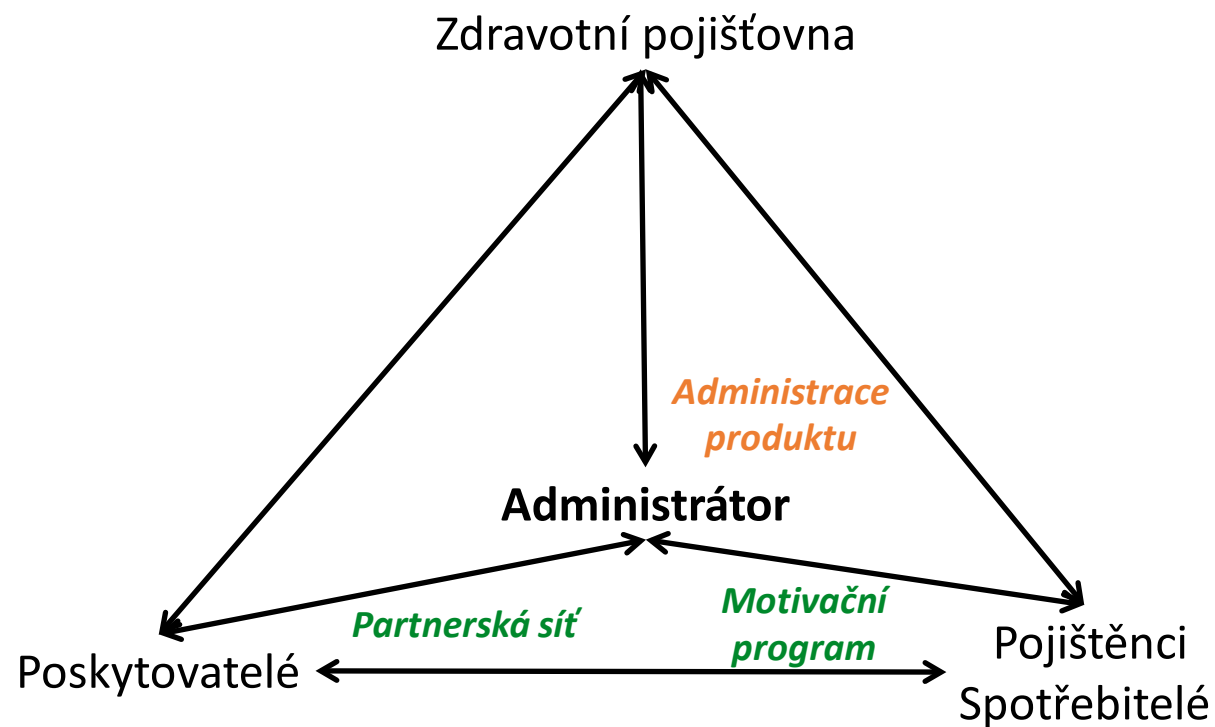 Zdravotní pojišťovna
Administrace
produktu
Administrátor
Partnerská síť
Motivační
program
Poskytovatelé
Pojištěnci
Spotřebitelé